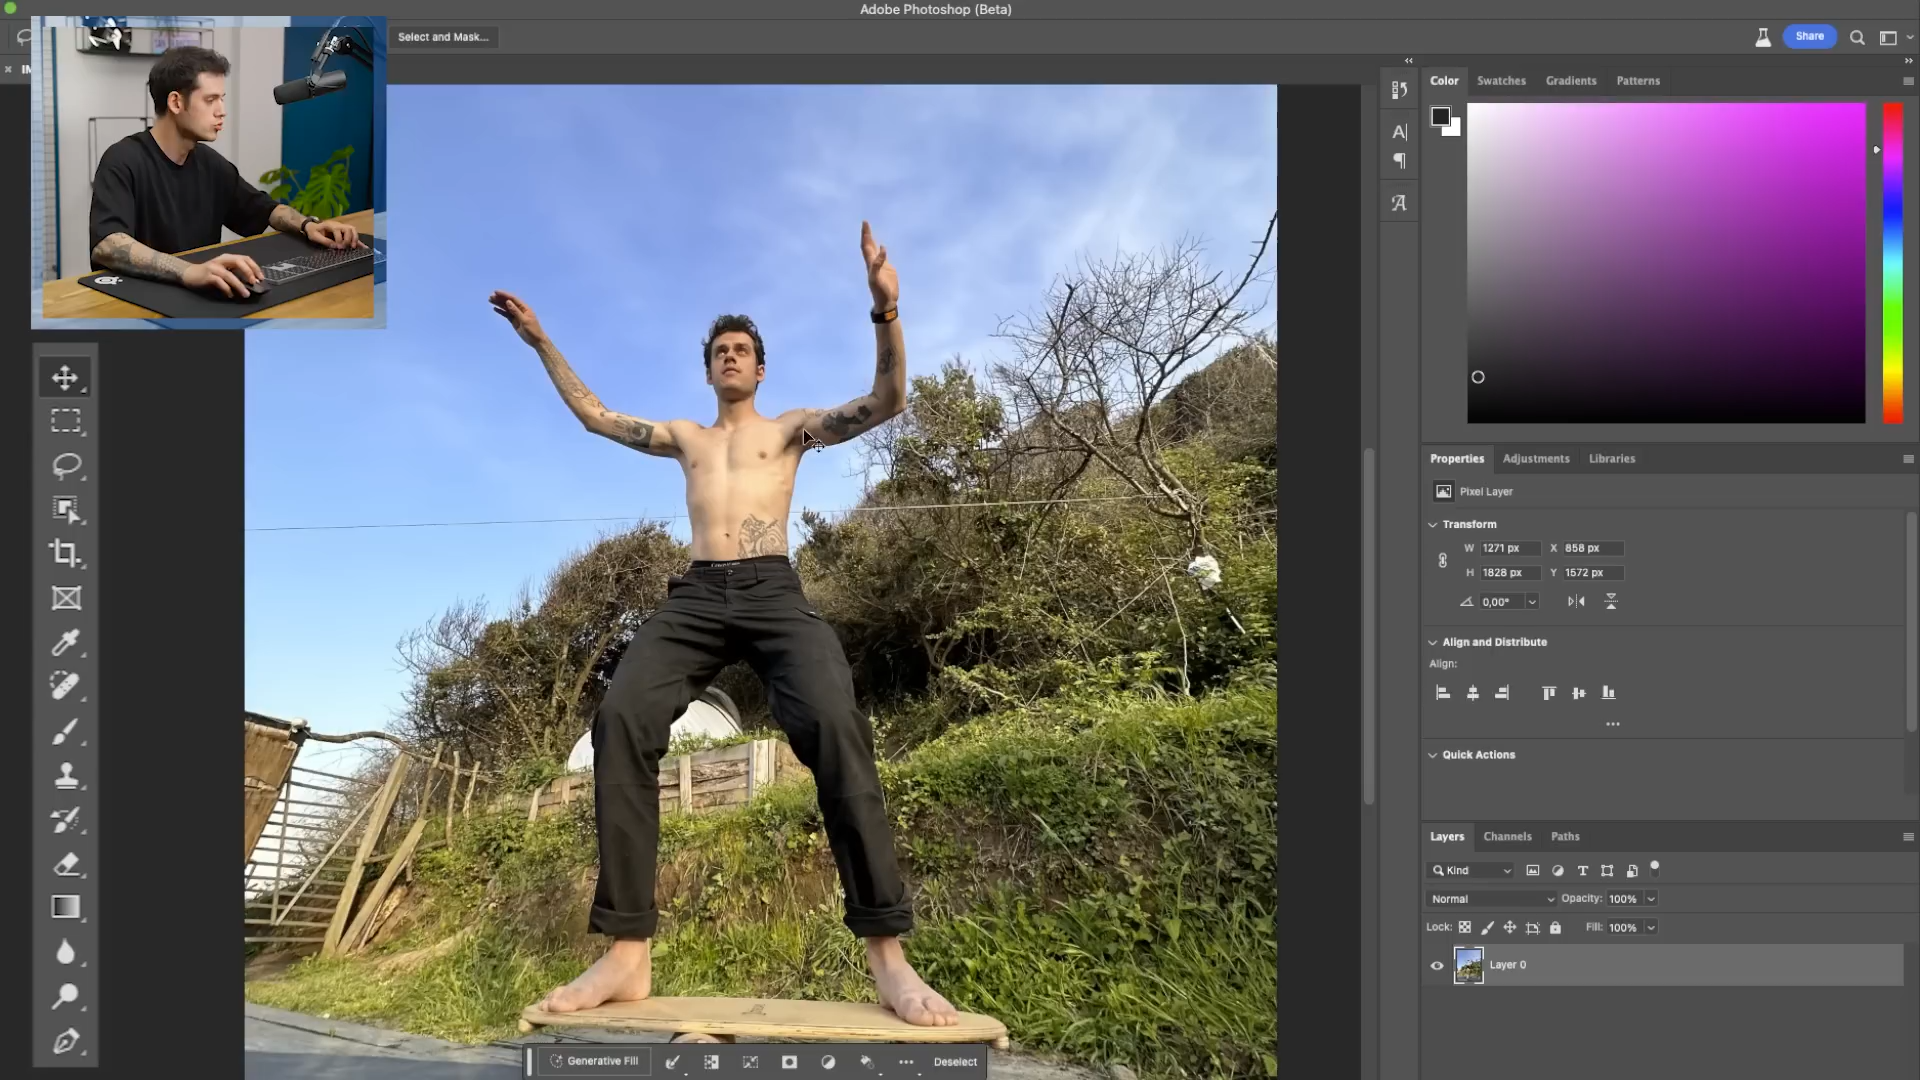 Adobe Photoshop (Beta)
Select and Mask...
Share
Color
Swatches
Gradients
Patterns
Properties
Adjustments
Libraries
Pixel Layer
Transform
W 1271 px X 858 px
H 1828 px Y 1572 px
0,00°
Align and Distribute
Align:
Quick Actions
Layers
Channels
Paths
Kind
Normal
Opacity: 100%
Lock:
Fill: 100%
Layer 0
Generative Fill
Deselect